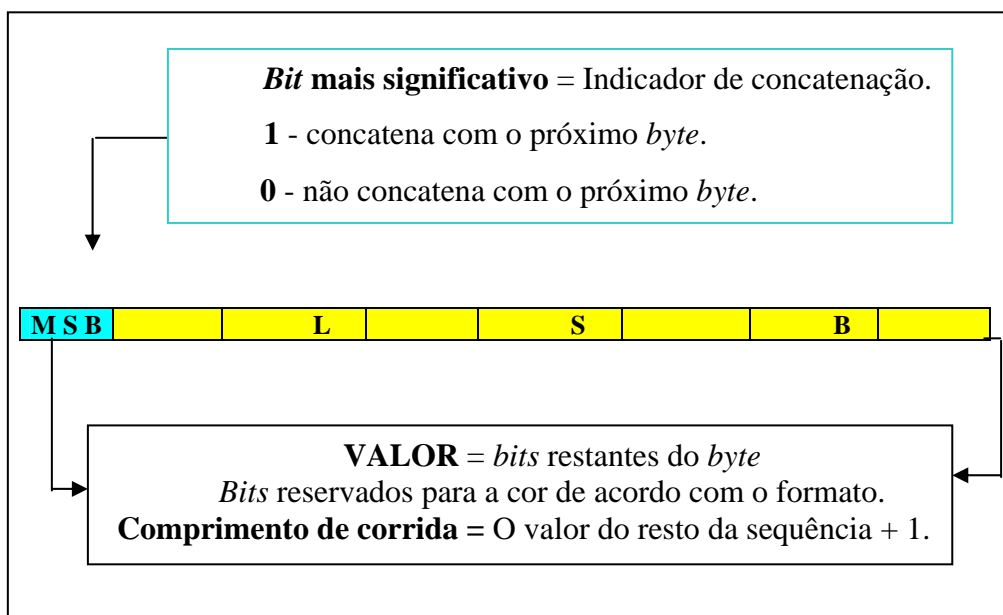 Bit mais significativo = Indicador de concatenação.
1 - concatena com o próximo byte.
0 - não concatena com o próximo byte.
M S B L S B
VALOR = bits restantes do byte
Bits reservados para a cor de acordo com o formato.
Comprimento de corrida = O valor do resto da sequência + 1.